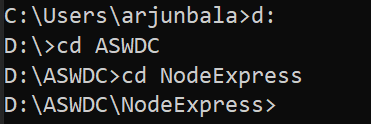 C:\Users\arjunbala>d:
D:\>cd ASWDC
D:\ASWDC>cd NodeExpress
D:\ASWDC\NodeExpress>